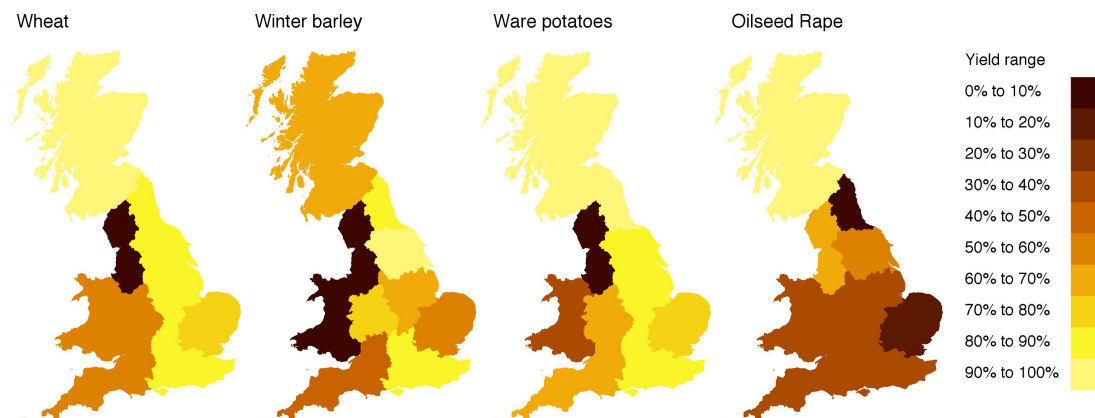 Wheat
Winter barley
Ware potatoes
Oilseed Rape
Yield range
0% to 10%
10% to 20%
20% to 30%
30% to 40%
40% to 50%
50% to 60%
60% to 70%
70% to 80%
80% to 90%
90% to 100%